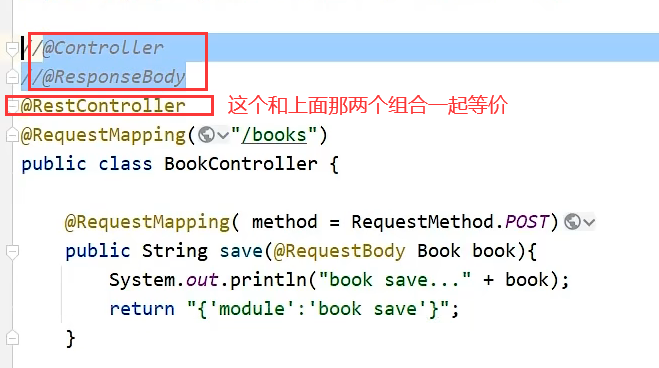 //@Controller
//@ResponseBody
@RestController 这个和上面那两个组合一起等价
@RequestMapping("/books")
public class BookController {
@RequestMapping( method = RequestMethod.POST)
public String save(@RequestBody Book book){
System.out.println("book save..." + book);
return "{'module':'book save'}";
}